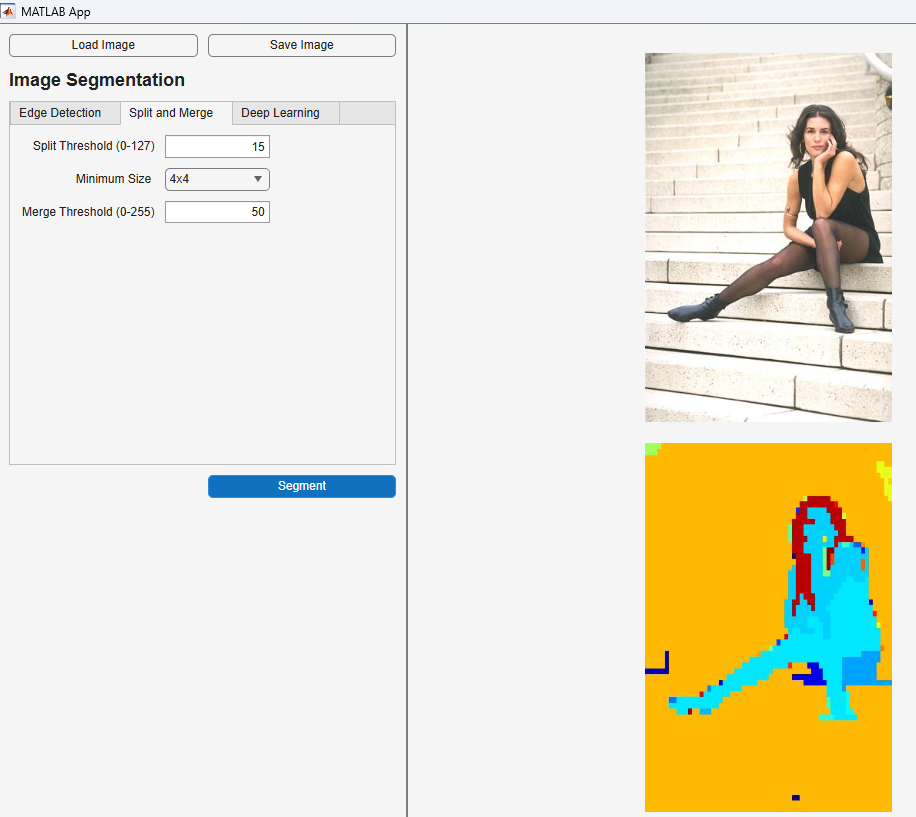 MATLAB App
Load Image Save Image
Image Segmentation
Edge Detection Split and Merge Deep Learning
Split Threshold (0-127) 15
Minimum Size 4x4
Merge Threshold (0-255) 50
Segment